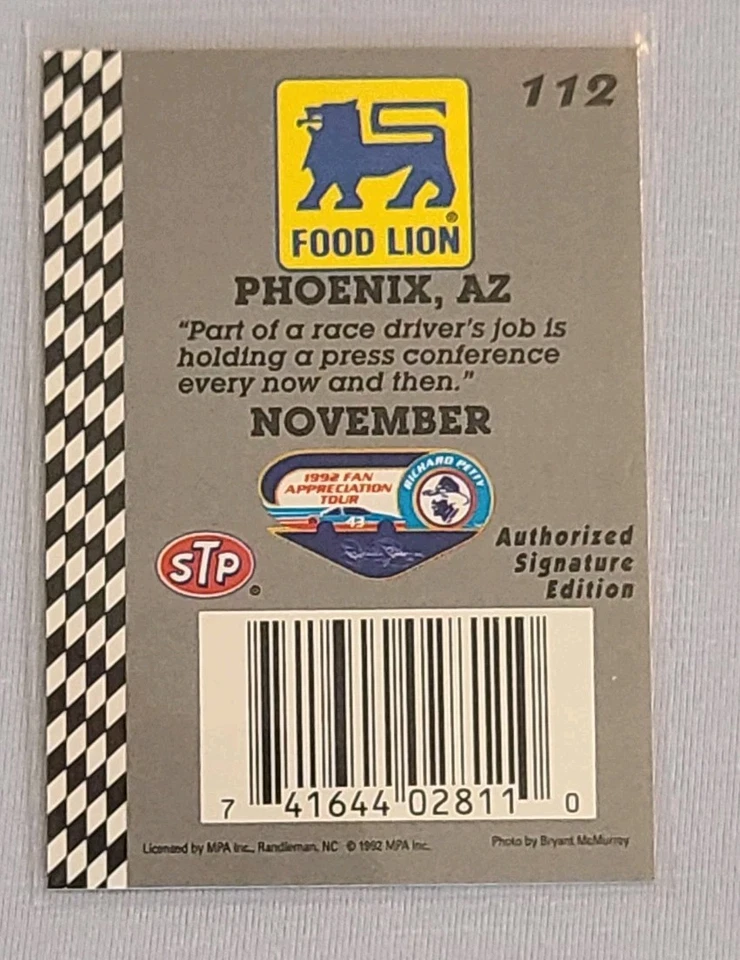 112
FOOD LION®
PHOENIX, AZ
"Part of a race driver's job is
holding a press conference
every now and then."
NOVEMBER
1992 FAN
APPRECIATION
TOUR
RICHARD PETTY
43
STP®
Authorized
Signature
Edition
7 41644 02811 0
Licensed by MPA Inc., Randleman, NC © 1992 MPA Inc.
Photo by Bryant McMurray